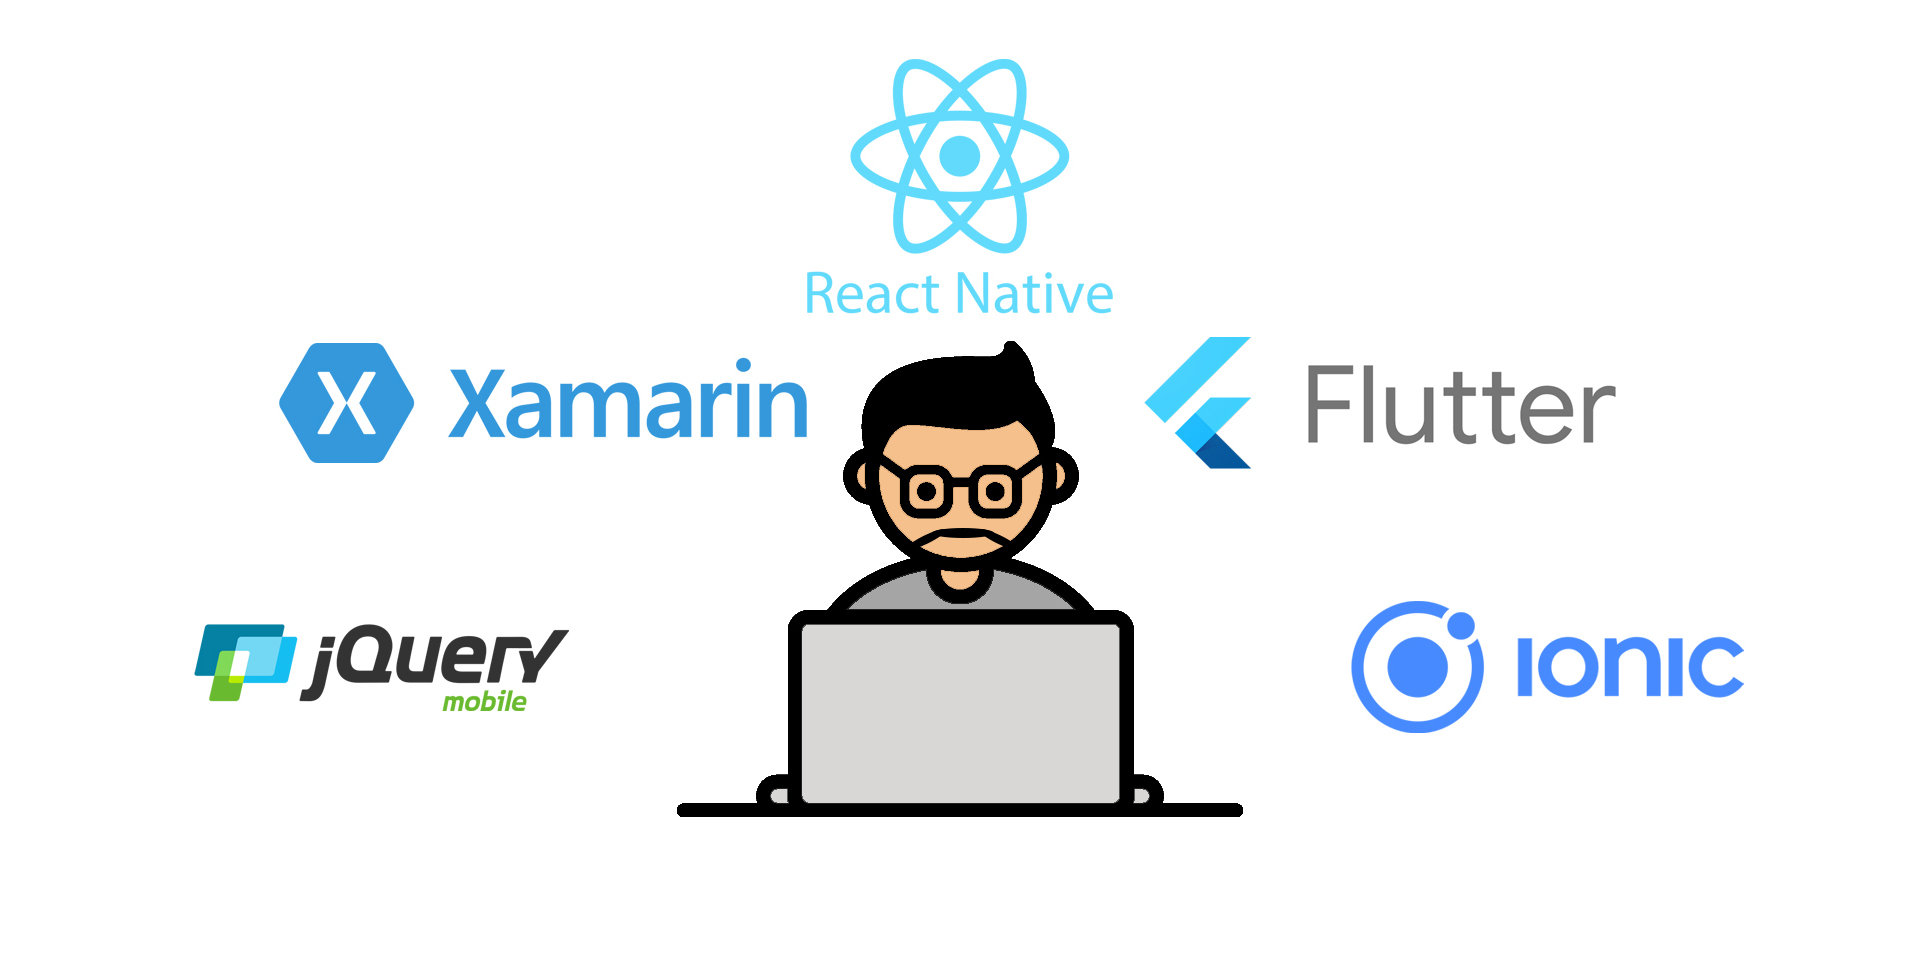 React Native
X Xamarin
Flutter
jQuery
mobile
ionic